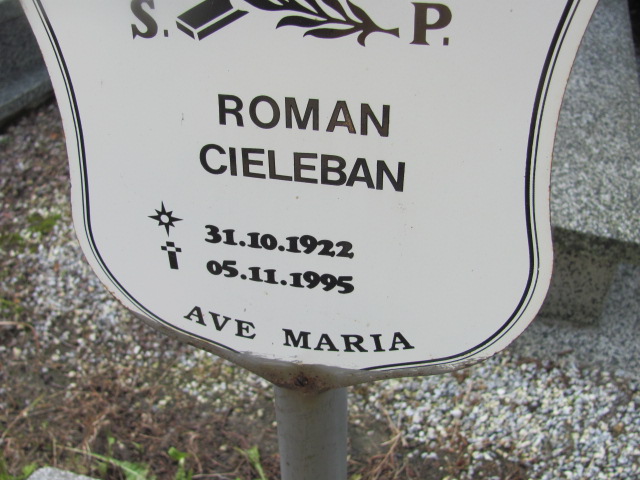 S. P.
ROMAN
CIELEBAN
31.10.1922
05.11.1995
AVE MARIA